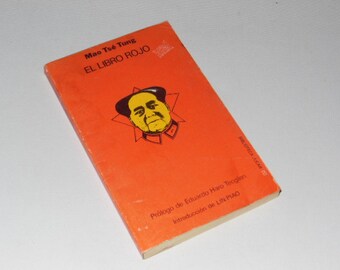 Mao Tsé Tung
EL LIBRO ROJO
Prólogo de Eduardo Haro Tecglen
Introducción de LIN PIAO